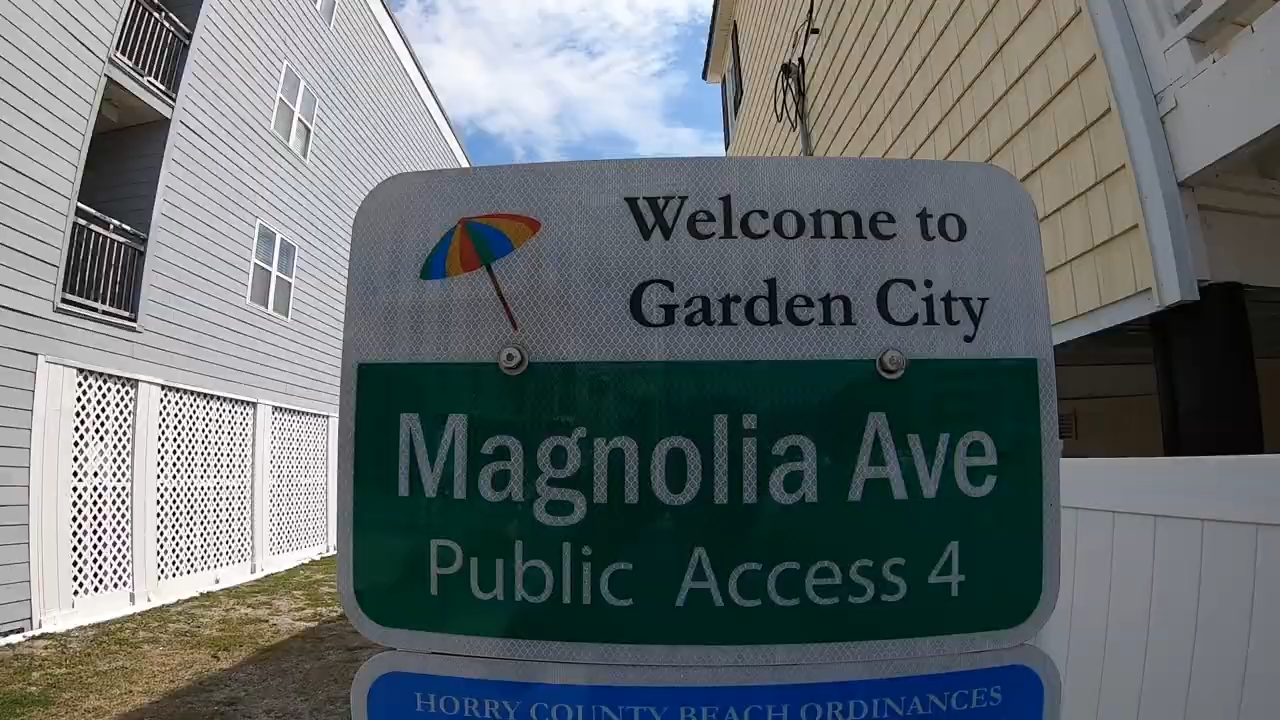 Welcome to
Garden City
Magnolia Ave
Public Access 4
HORRY COUNTY BEACH ORDINANCES